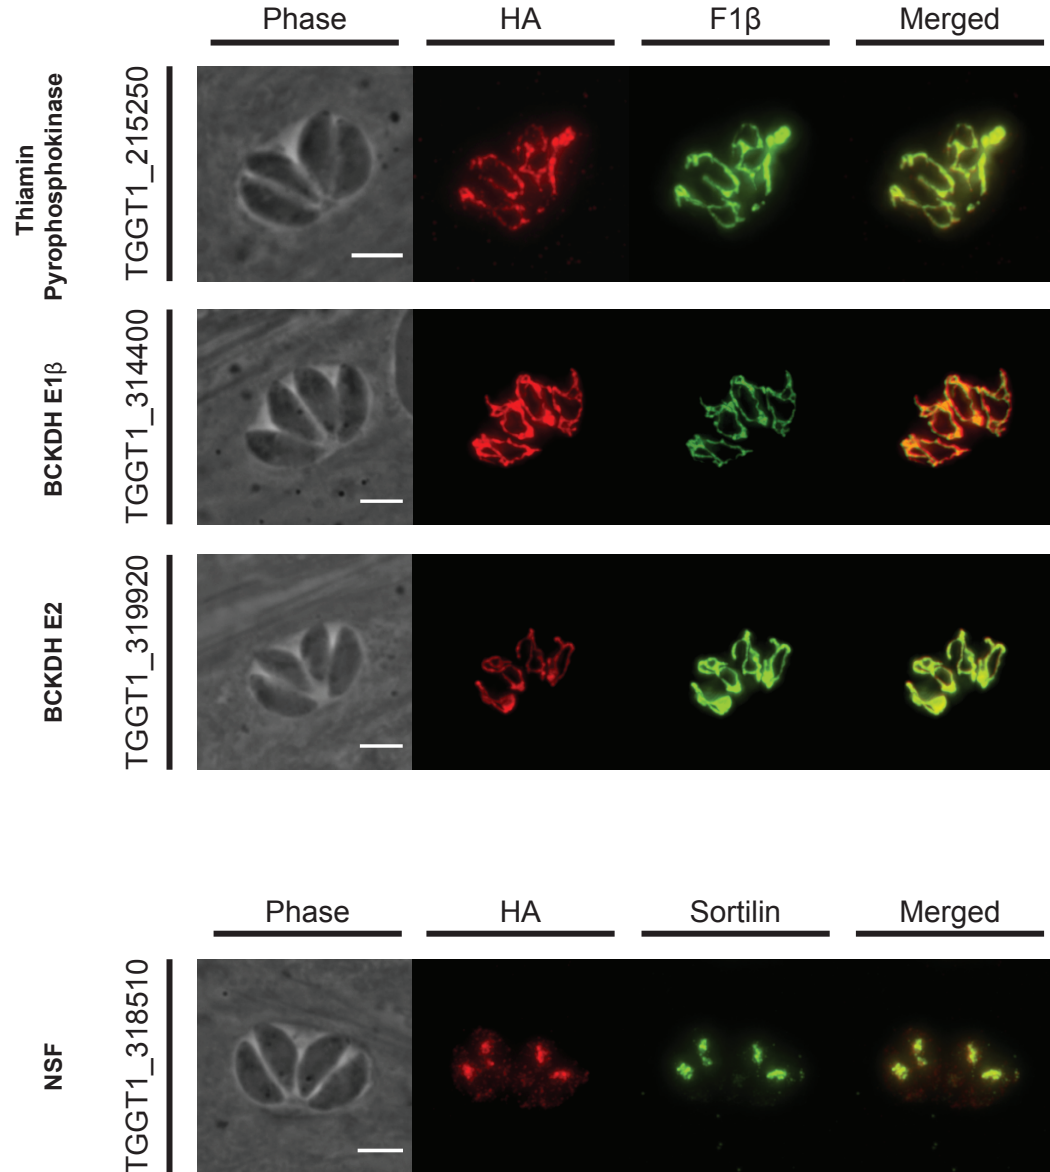 Phase HA F1β Merged
Thiamin
Pyrophosphokinase
TGGT1_215250
BCKDH E1β
TGGT1_314400
BCKDH E2
TGGT1_319920
Phase HA Sortilin Merged
NSF
TGGT1_318510